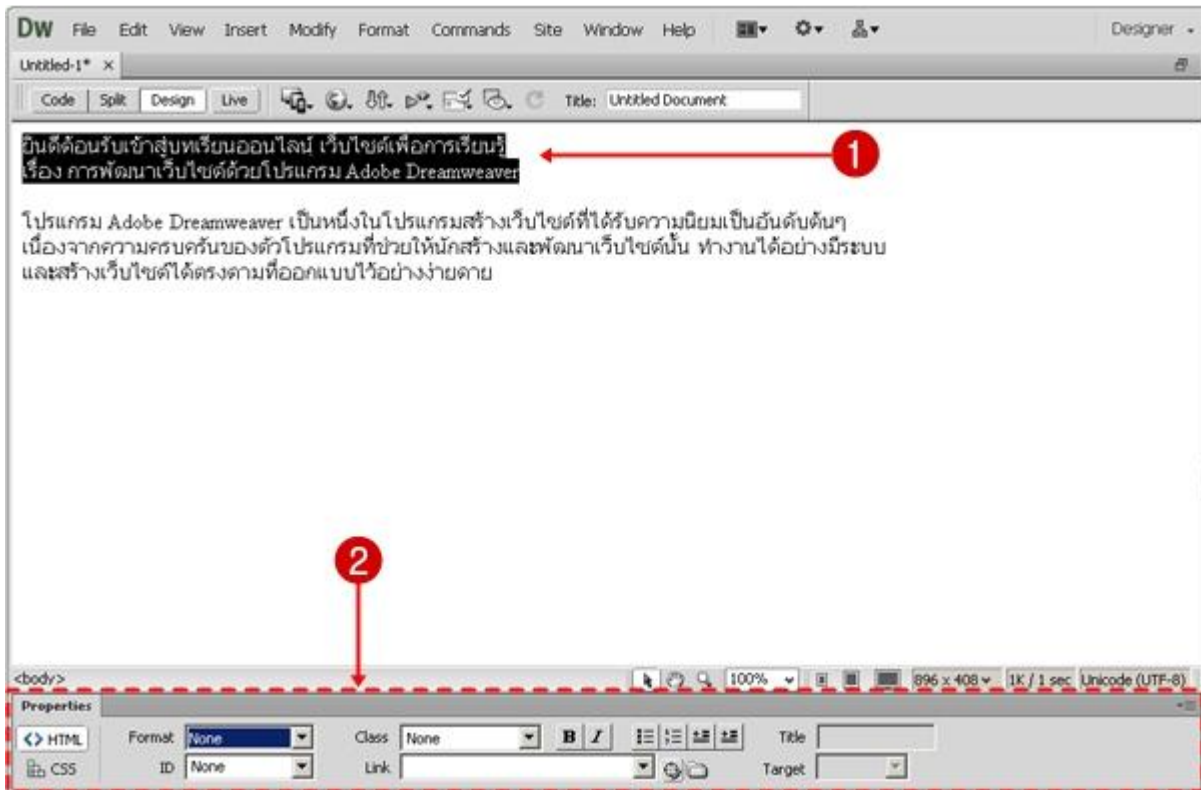 DW File Edit View Insert Modify Format Commands Site Window Help Designer
Untitled-1* ×
Code Split Design Live Title: Untitled Document
ยินดีต้อนรับเข้าสู่บทเรียนออนไลน์ เว็บไซต์เพื่อการเรียนรู้
เรื่อง การพัฒนาเว็บไซต์ด้วยโปรแกรม Adobe Dreamweaver
1
โปรแกรม Adobe Dreamweaver เป็นหนึ่งในโปรแกรมสร้างเว็บไซต์ที่ได้รับความนิยมเป็นอันดับต้นๆ
เนื่องจากความครบครันของตัวโปรแกรมที่ช่วยให้นักสร้างและพัฒนาเว็บไซต์นั้น ทำงานได้อย่างมีระบบ
และสร้างเว็บไซต์ได้ตรงตามที่ออกแบบไว้อย่างง่ายดาย
2
<body> 100% 896 x 408 1K / 1 sec Unicode (UTF-8)
Properties
<> HTML Format None Class None B I Title
CSS ID None Link Target